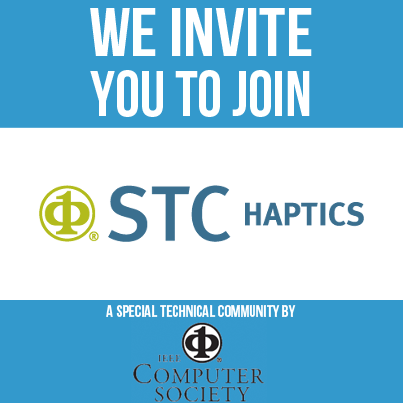 WE INVITE
YOU TO JOIN
STC HAPTICS
®
A SPECIAL TECHNICAL COMMUNITY BY
IEEE
®
COMPUTER
SOCIETY